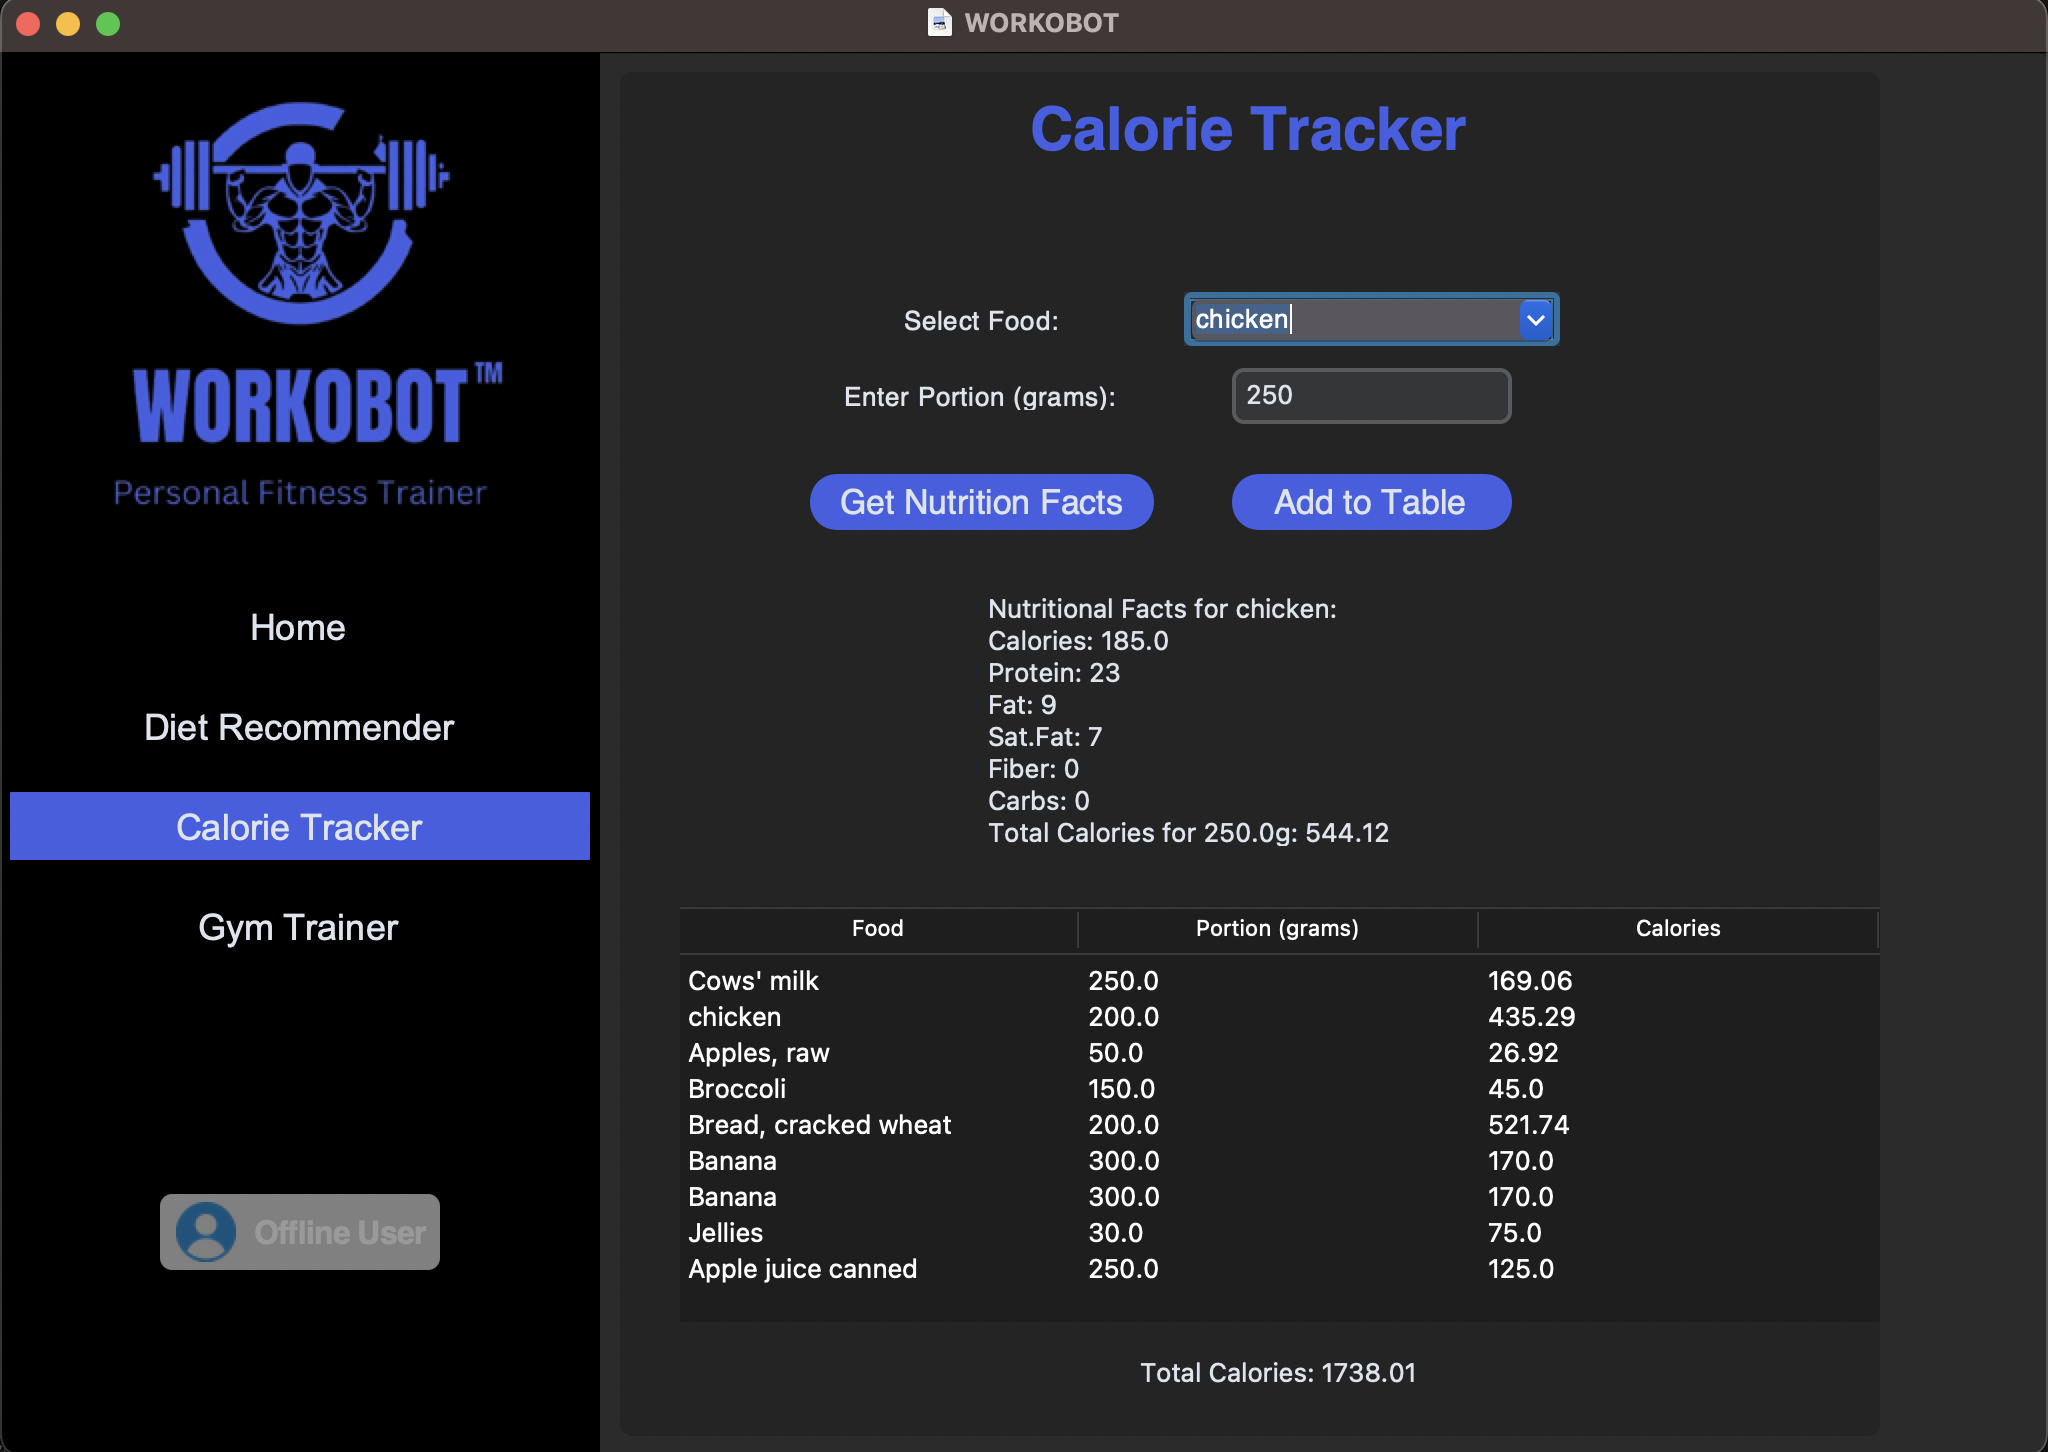 WORKOBOT
WORKOBOT™
Personal Fitness Trainer
Home
Diet Recommender
Calorie Tracker
Gym Trainer
Offline User
Calorie Tracker
Select Food: chicken
Enter Portion (grams): 250
Get Nutrition Facts Add to Table
Nutritional Facts for chicken:
Calories: 185.0
Protein: 23
Fat: 9
Sat.Fat: 7
Fiber: 0
Carbs: 0
Total Calories for 250.0g: 544.12
Food Portion (grams) Calories
Cows' milk 250.0 169.06
chicken 200.0 435.29
Apples, raw 50.0 26.92
Broccoli 150.0 45.0
Bread, cracked wheat 200.0 521.74
Banana 300.0 170.0
Banana 300.0 170.0
Jellies 30.0 75.0
Apple juice canned 250.0 125.0
Total Calories: 1738.01